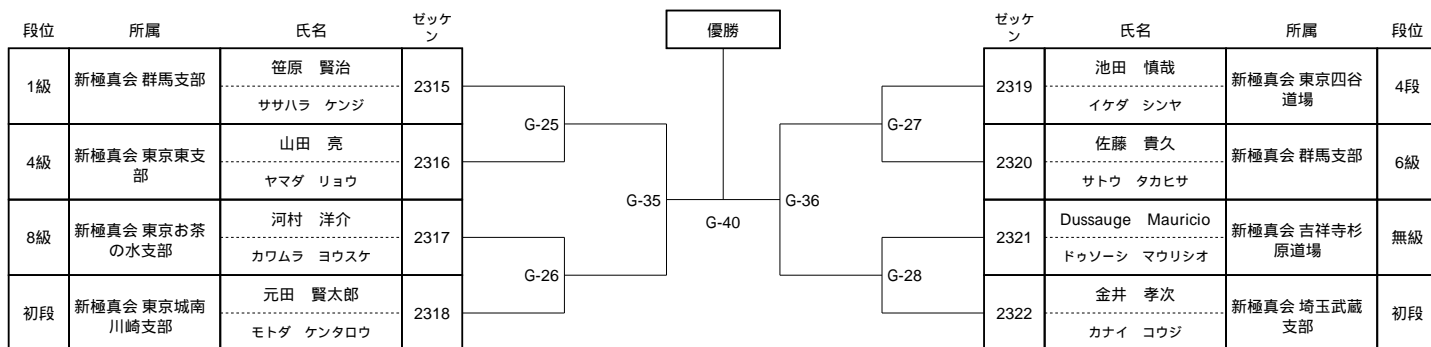 段位 所属 氏名 ゼッケ
ン
1級 新極真会 群馬支部 笹原 賢治
ササハラ ケンジ 2315
4級 新極真会 東京東支
部 山田 亮
ヤマダ リョウ 2316
8級 新極真会 東京お茶
の水支部 河村 洋介
カワムラ ヨウスケ 2317
初段 新極真会 東京城南
川崎支部 元田 賢太郎
モトダ ケンタロウ 2318
G-25
G-26
G-35
優勝
G-40
G-36
G-27
G-28
ゼッケ
ン 氏名 所属 段位
2319 池田 慎哉
イケダ シンヤ 新極真会 東京四谷
道場 4段
2320 佐藤 貴久
サトウ タカヒサ 新極真会 群馬支部 6級
2321 Dussauge Mauricio
ドゥソーシ マウリシオ 新極真会 吉祥寺杉
原道場 無級
2322 金井 孝次
カナイ コウジ 新極真会 埼玉武蔵
支部 初段